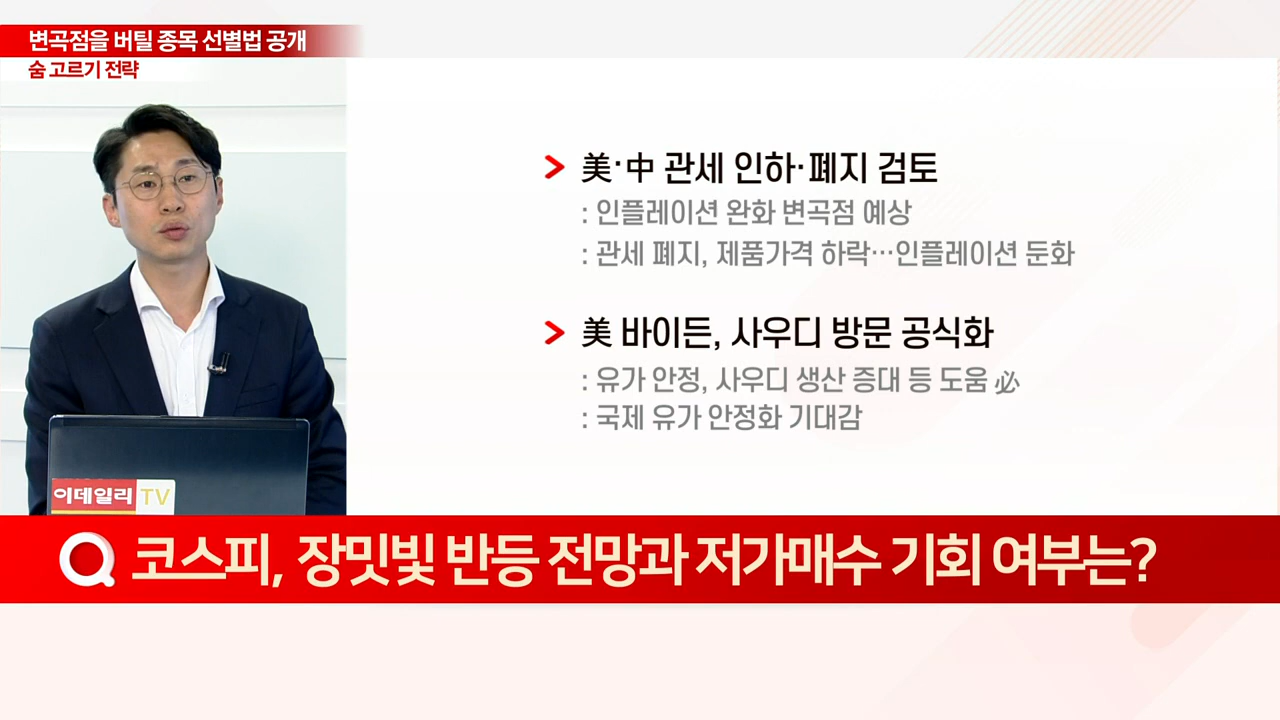 변곡점을 버틸 종목 선별법 공개
숨 고르기 전략
美·中 관세 인하·폐지 검토
: 인플레이션 완화 변곡점 예상
: 관세 폐지, 제품가격 하락…인플레이션 둔화
美 바이든, 사우디 방문 공식화
: 유가 안정, 사우디 생산 증대 등 도움 必
: 국제 유가 안정화 기대감
이데일리 TV
Q 코스피, 장밋빛 반등 전망과 저가매수 기회 여부는?